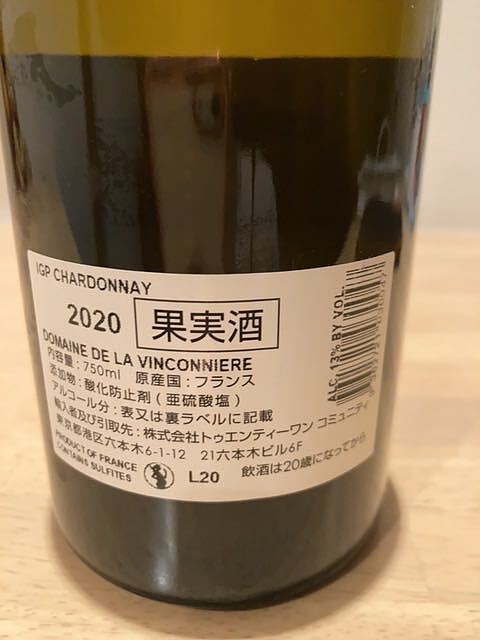 IGP CHARDONNAY
2020 果実酒
DOMAINE DE LA VINCONNIERE
内容量:750ml 原産国:フランス
添加物:酸化防止剤(亜硫酸塩)
アルコール分:表又は裏ラベルに記載
輸入者及び引取先:株式会社トゥエンティーワン コミュニティ
東京都港区六本木6-1-12 21六本木ビル6F
PRODUCT OF FRANCE
CONTAINS SULFITES
L20 飲酒は20歳になってから
ALC. 13% BY VOL.